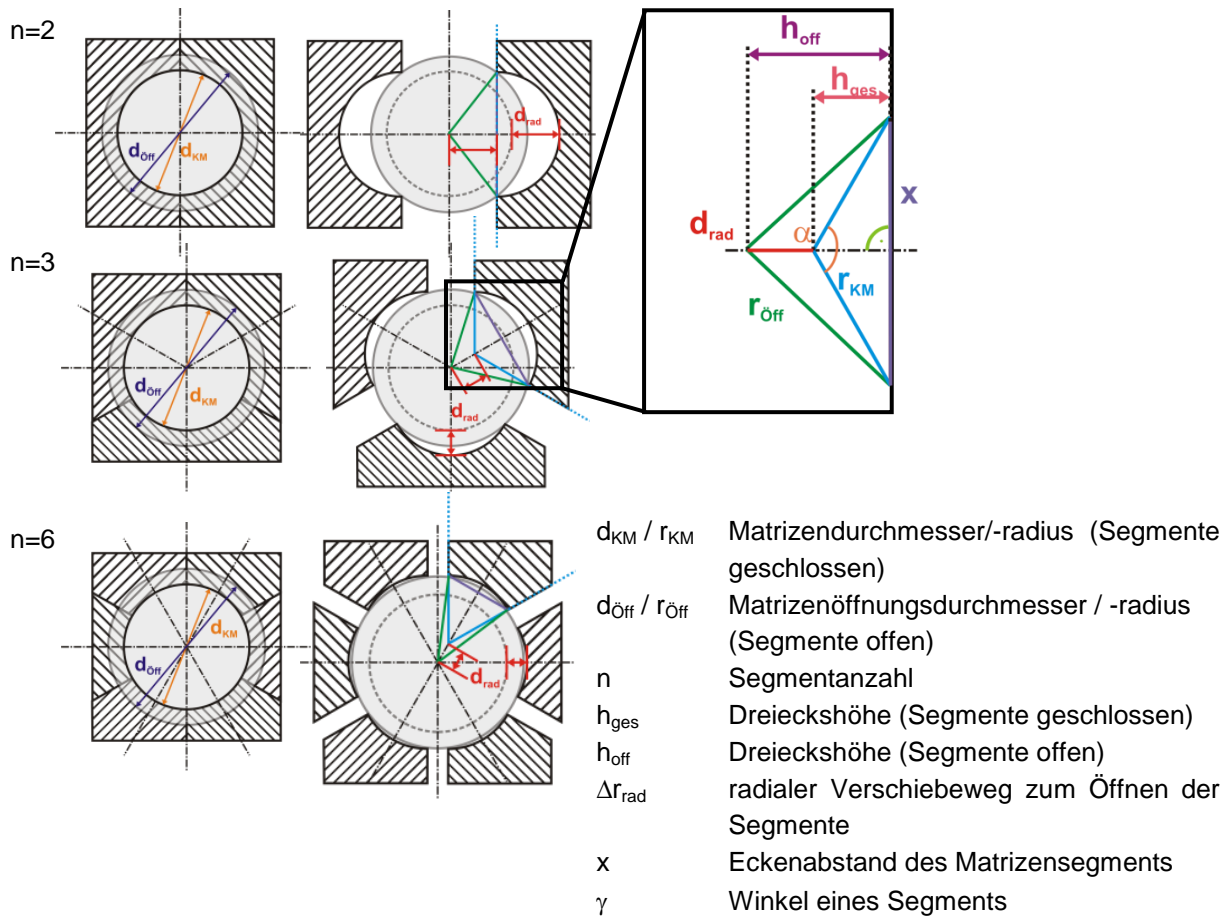 n=2
d_Öff d_KM
d_rad
h_off
h_ges
x
d_rad
α
r_KM
r_Öff
n=3
d_Öff
d_KM
d_rad
n=6
d_KM
d_Öff
d_rad
d_KM / r_KM Matrizendurchmesser/-radius (Segmente
geschlossen)
d_Öff / r_Öff Matrizenöffnungsdurchmesser / -radius
(Segmente offen)
n Segmentanzahl
h_ges Dreieckshöhe (Segmente geschlossen)
h_off Dreieckshöhe (Segmente offen)
Δr_rad radialer Verschiebeweg zum Öffnen der
Segmente
x Eckenabstand des Matrizensegments
γ Winkel eines Segments